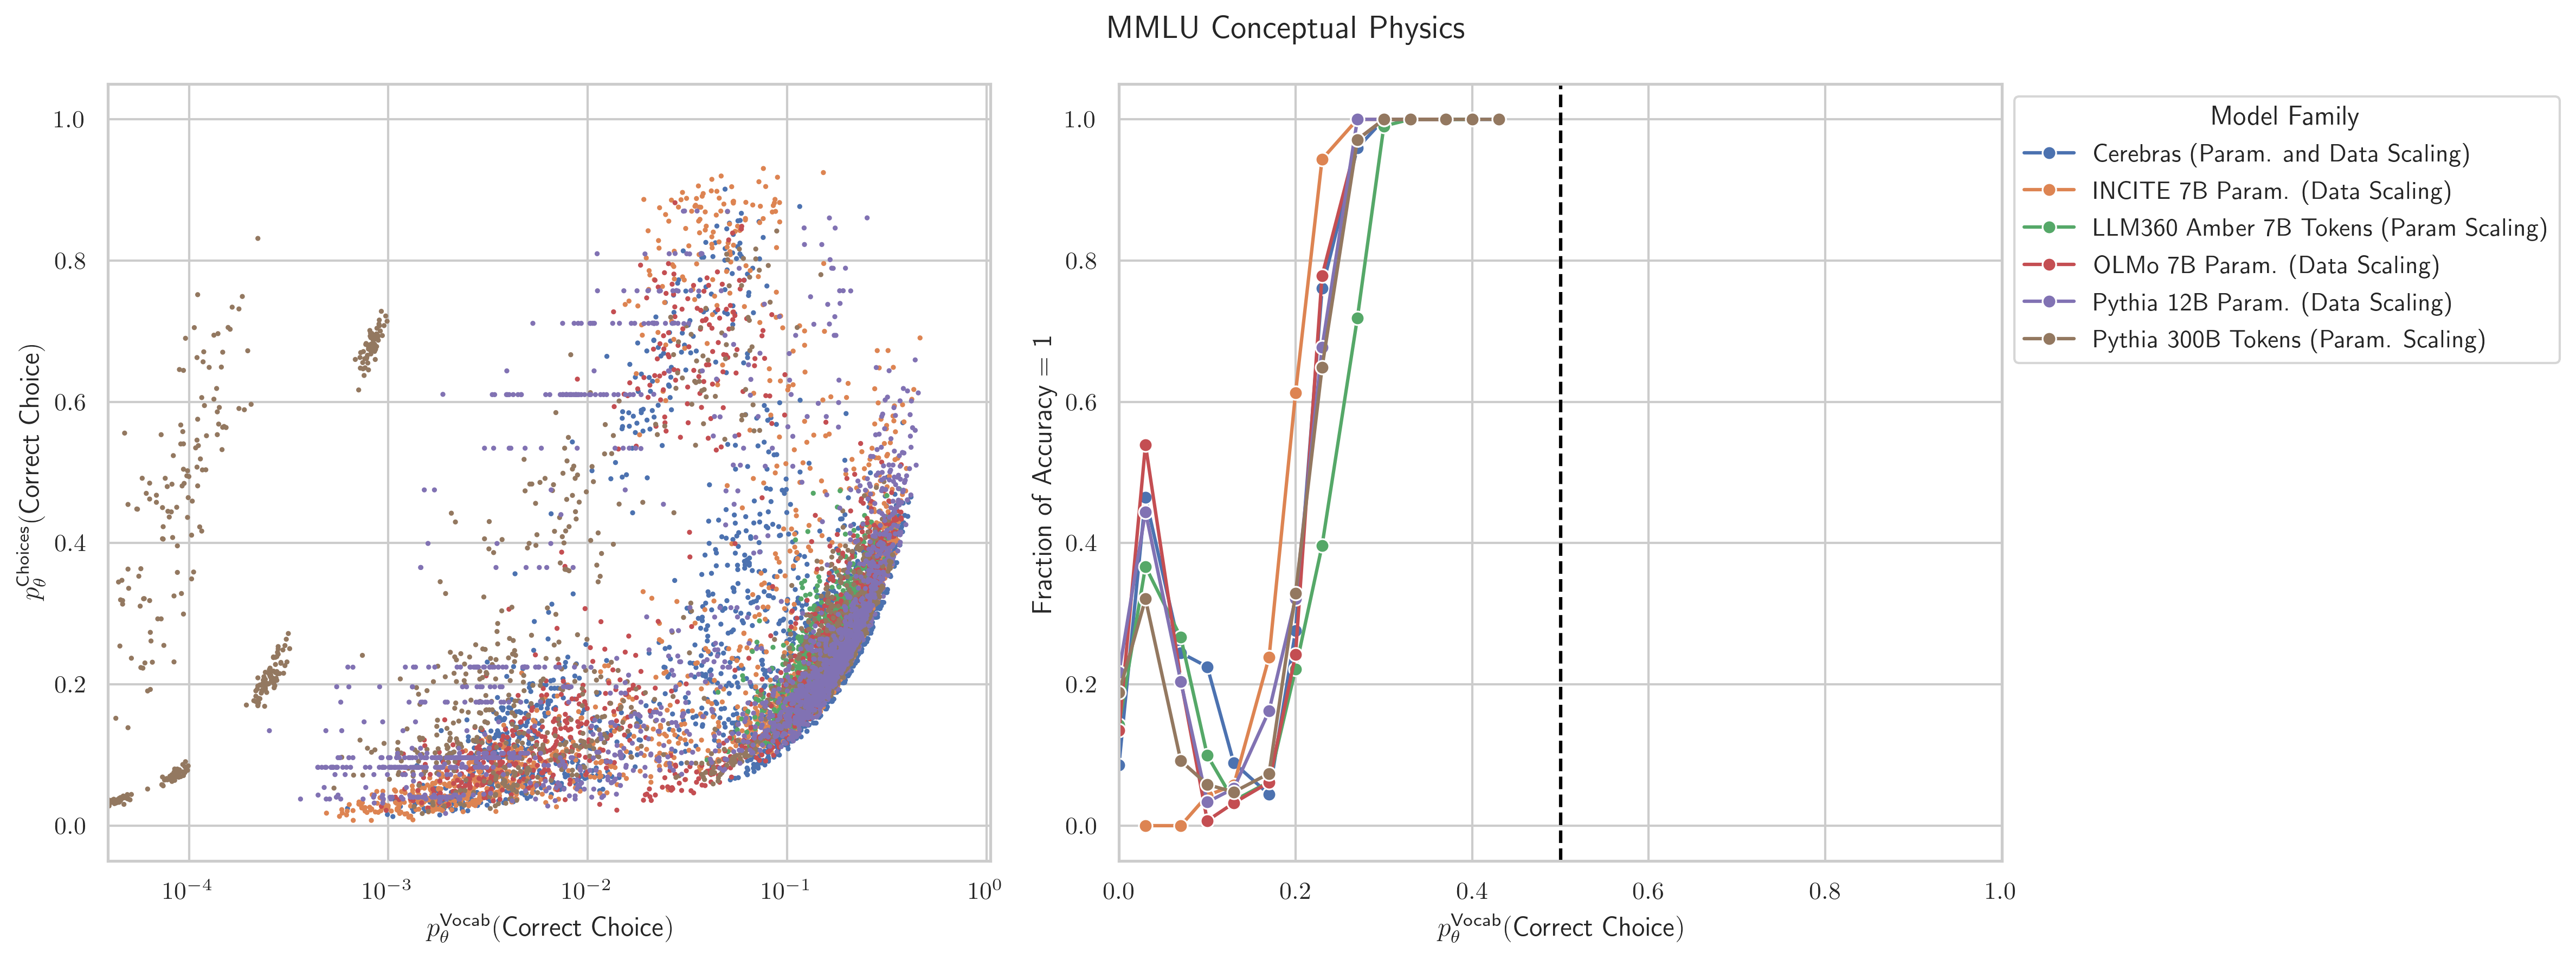 MMLU Conceptual Physics
1.0
0.8
0.6
0.4
0.2
0.0
p_θ^Choices(Correct Choice)
10^−4
10^−3
10^−2
10^−1
10^0
p_θ^Vocab(Correct Choice)
1.0
0.8
0.6
0.4
0.2
0.0
Fraction of Accuracy = 1
0.0
0.2
0.4
0.6
0.8
1.0
p_θ^Vocab(Correct Choice)
Model Family
Cerebras (Param. and Data Scaling)
INCITE 7B Param. (Data Scaling)
LLM360 Amber 7B Tokens (Param Scaling)
OLMo 7B Param. (Data Scaling)
Pythia 12B Param. (Data Scaling)
Pythia 300B Tokens (Param. Scaling)